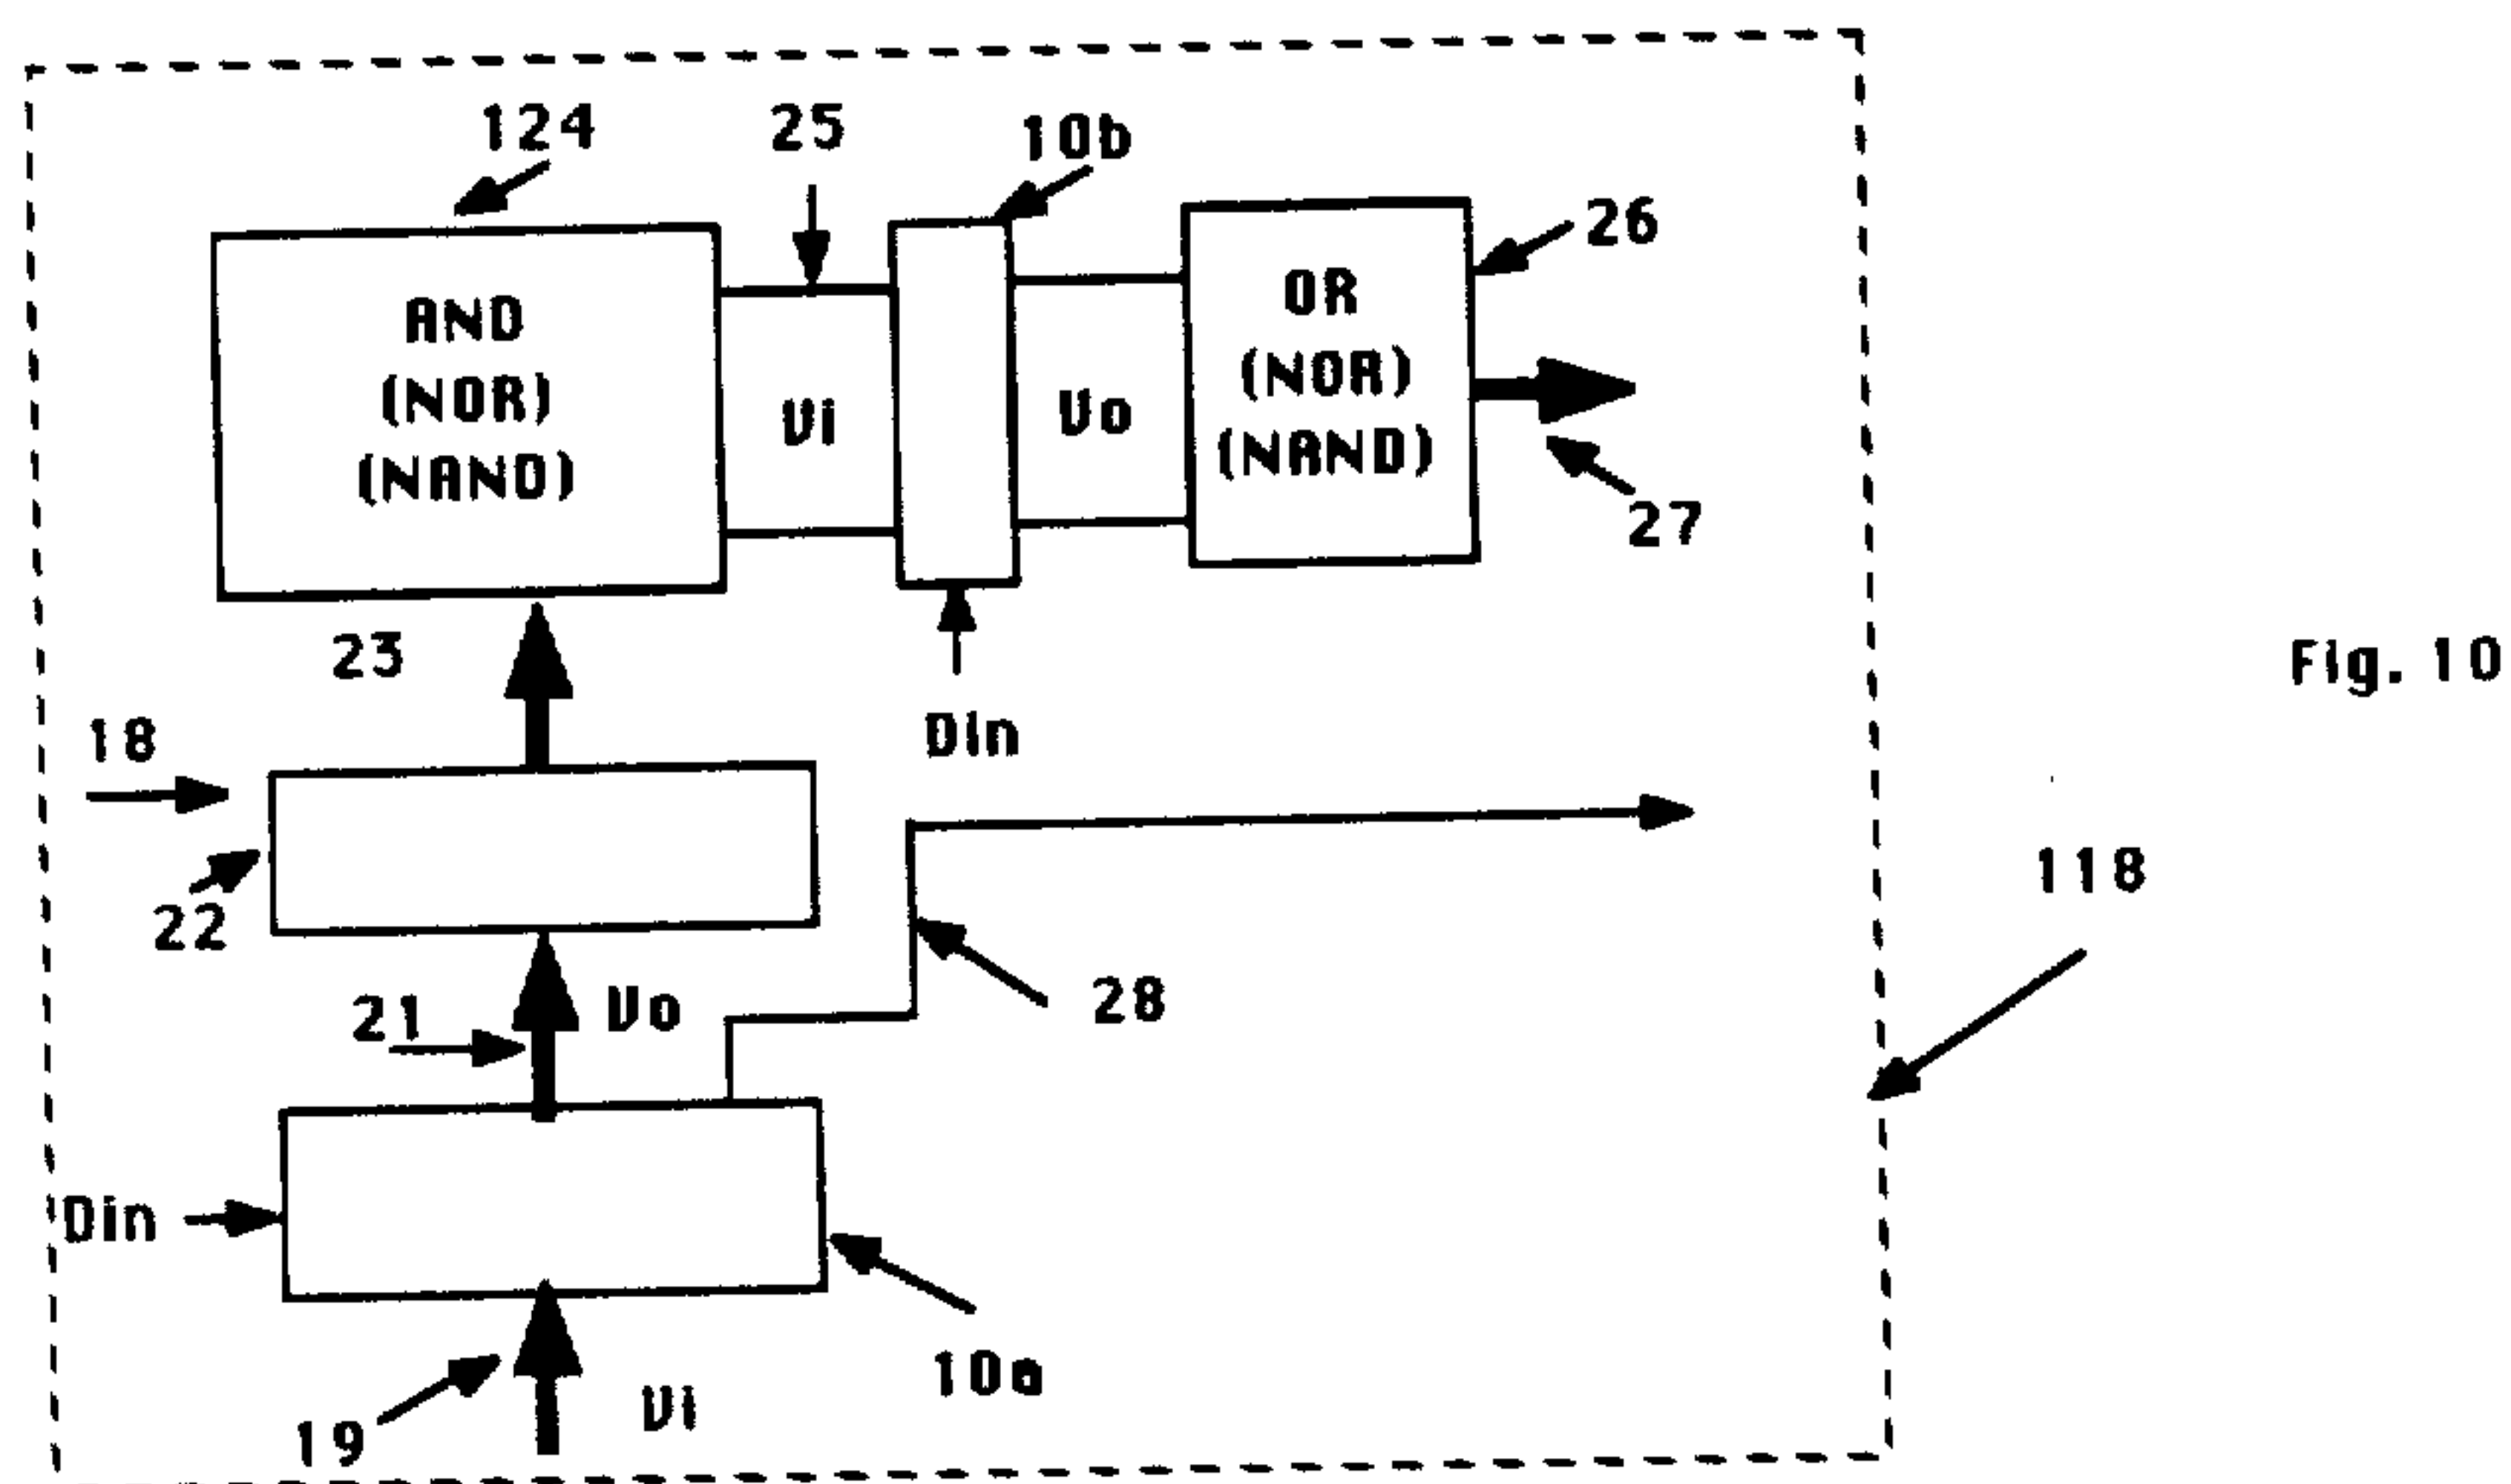 124
25
10b
26
AND
(NOR)
(NAND)
Vi
Vo
OR
(NOR)
(NAND)
27
23
Din
Fig. 10
18
22
118
21
Vo
28
Din
10a
19
Vi